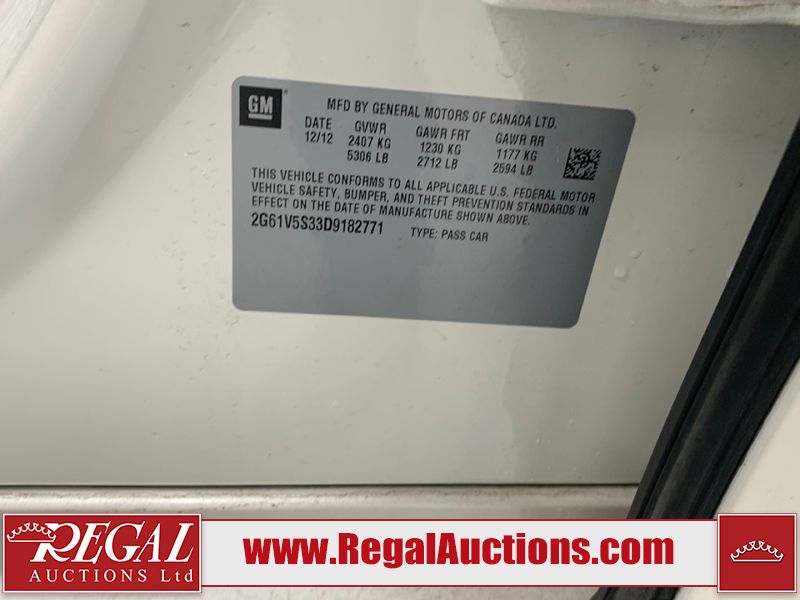 GM
MFD BY GENERAL MOTORS OF CANADA LTD.
DATE GVWR GAWR FRT GAWR RR
12/12 2407 KG 1230 KG 1177 KG
5306 LB 2712 LB 2594 LB
THIS VEHICLE CONFORMS TO ALL APPLICABLE U.S. FEDERAL MOTOR
VEHICLE SAFETY, BUMPER, AND THEFT PREVENTION STANDARDS IN
EFFECT ON THE DATE OF MANUFACTURE SHOWN ABOVE.
2G61V5S33D9182771 TYPE: PASS CAR
REGAL
AUCTIONS Ltd
www.RegalAuctions.com